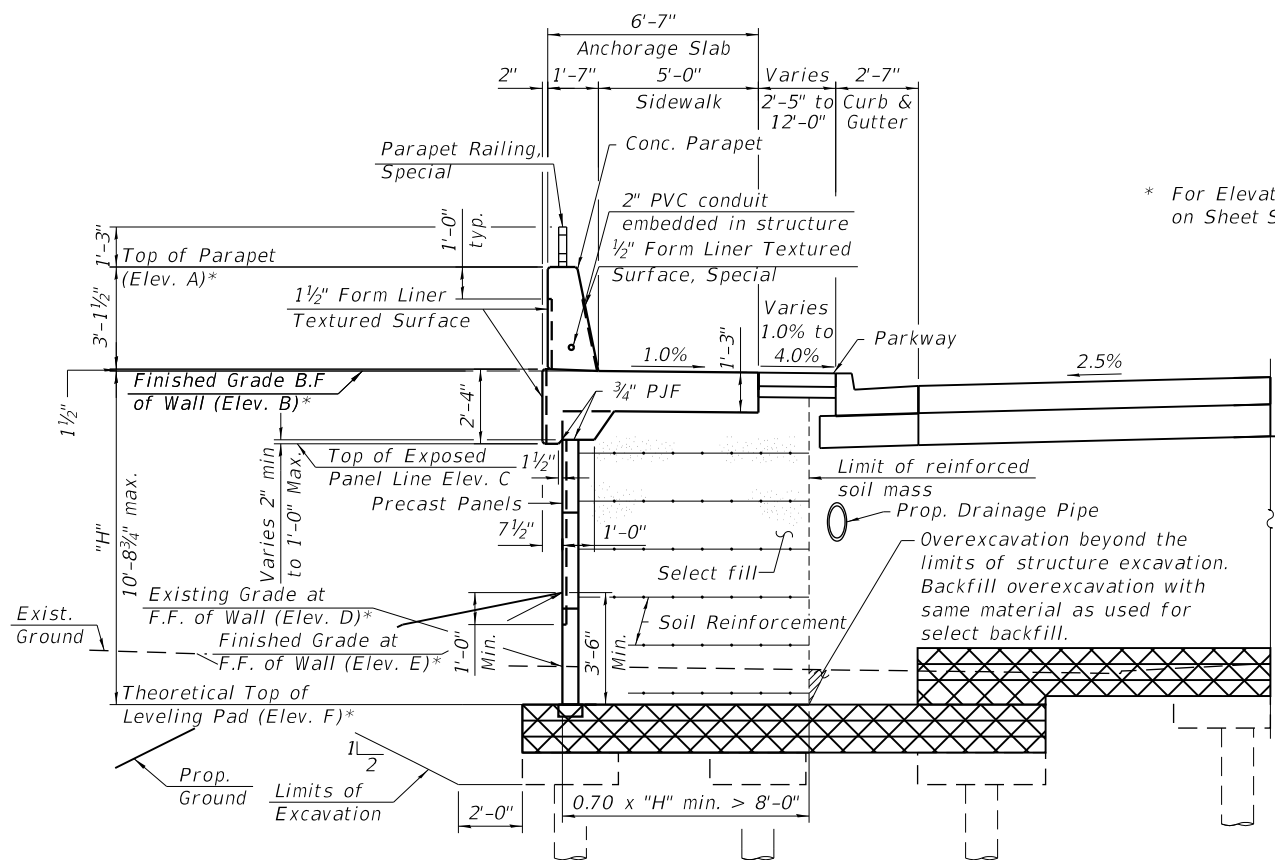 6'-7"
Anchorage Slab
2"
1'-7"
5'-0"
Varies
2'-7"
Sidewalk
2'-5" to
12'-0"
Curb &
Gutter
Parapet Railing,
Special
Conc. Parapet
2" PVC conduit
embedded in structure
½" Form Liner Textured
Surface, Special
* For Elevat
on Sheet S
1'-3"
1'-0"
typ.
Top of Parapet
(Elev. A)*
1½" Form Liner
Textured Surface
3'-1½"
Varies
1.0% to
4.0%
Parkway
1.0%
1'-3"
2.5%
Finished Grade B.F
of Wall (Elev. B)*
1½"
2'-4"
¾" PJF
Top of Exposed
Panel Line Elev. C
1½"
Precast Panels
Limit of reinforced
soil mass
"H"
10'-8¾" max.
Varies 2" min
to 1'-0" Max.
7½"
1'-0"
Prop. Drainage Pipe
Select fill
Overexcavation beyond the
limits of structure excavation.
Backfill overexcavation with
same material as used for
select backfill.
Existing Grade at
F.F. of Wall (Elev. D)*
Exist.
Ground
Finished Grade at
F.F. of Wall (Elev. E)*
1'-0"
Min.
3'-6"
Min.
Soil Reinforcement
Theoretical Top of
Leveling Pad (Elev. F)*
1
2
Prop.
Ground
Limits of
Excavation
2'-0"
0.70 x "H" min. > 8'-0"